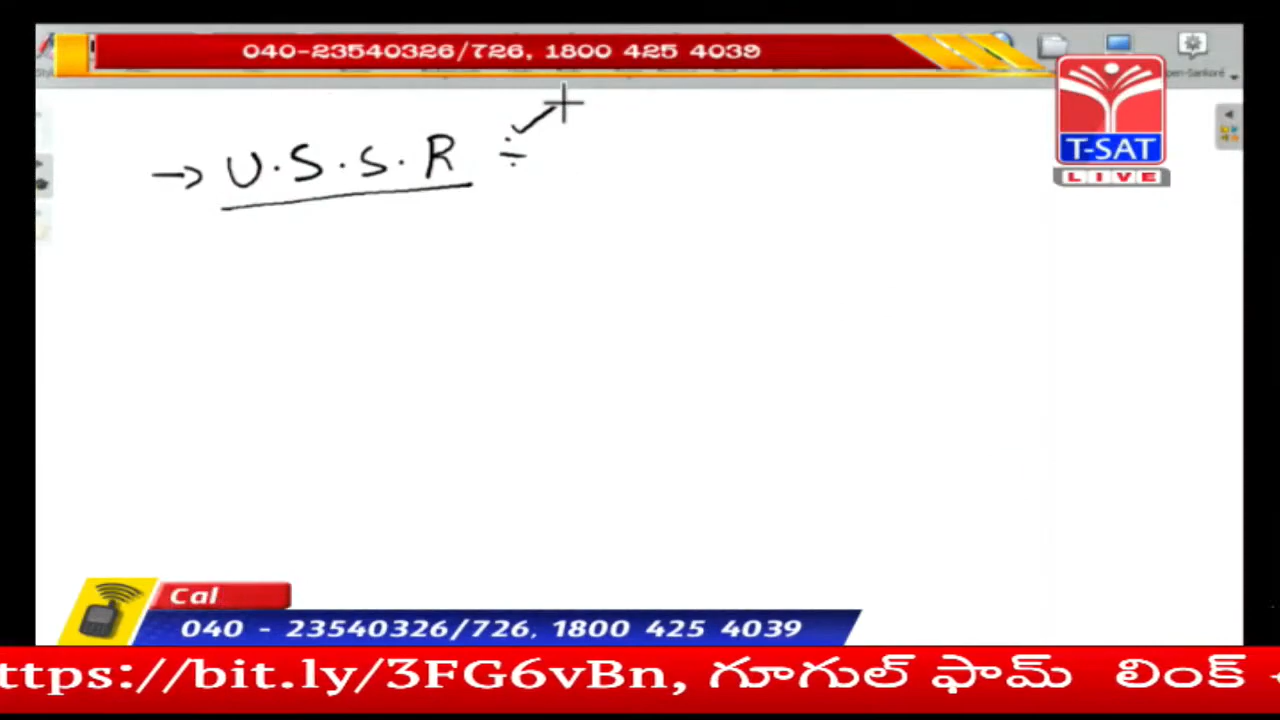 040-23540326/726, 1800 425 4039
→ U.S.S.R :-
T-SAT
LIVE
Cal
040 - 23540326/726, 1800 425 4039
ttps://bit.ly/3FG6vBn, గూగుల్ ఫామ్ లింక్